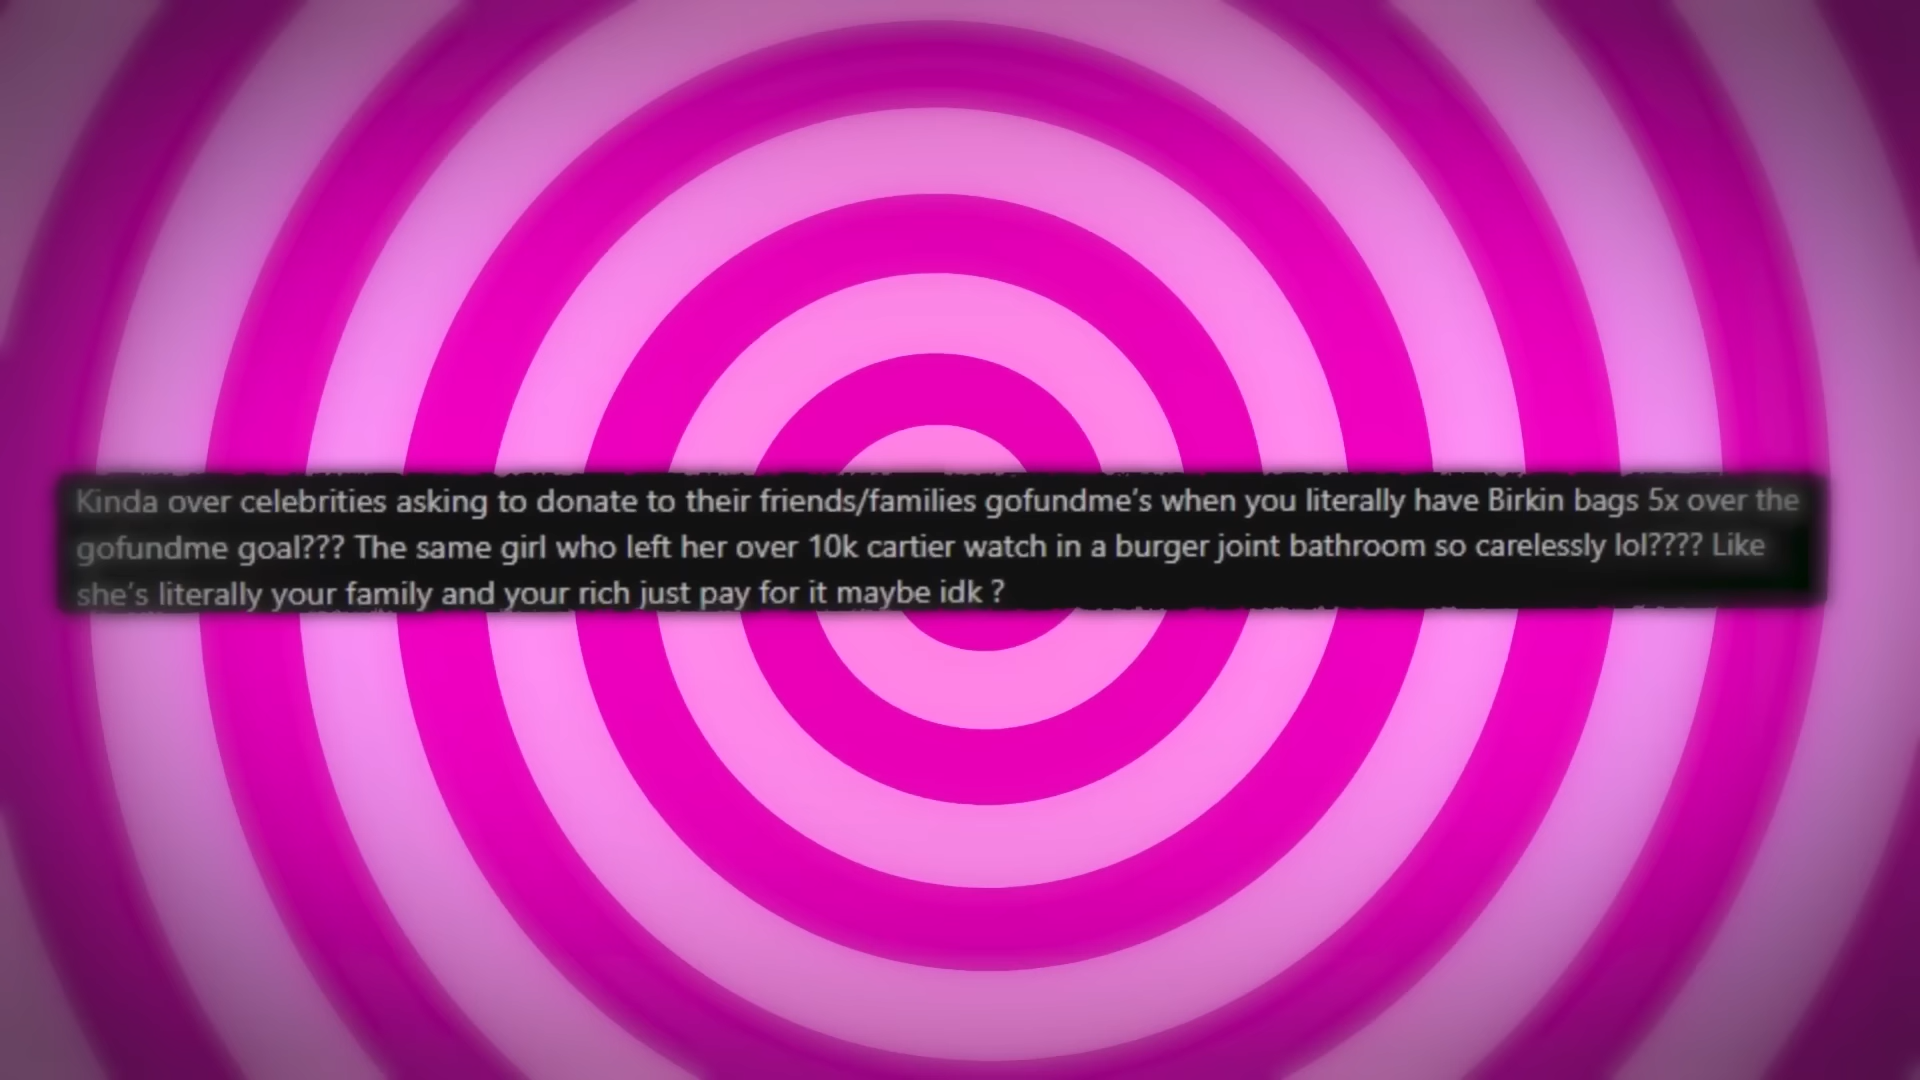 Kinda over celebrities asking to donate to their friends/families gofundme's when you literally have Birkin bags 5x over the
gofundme goal??? The same girl who left her over 10k cartier watch in a burger joint bathroom so carelessly lol???? Like
she's literally your family and your rich just pay for it maybe idk ?